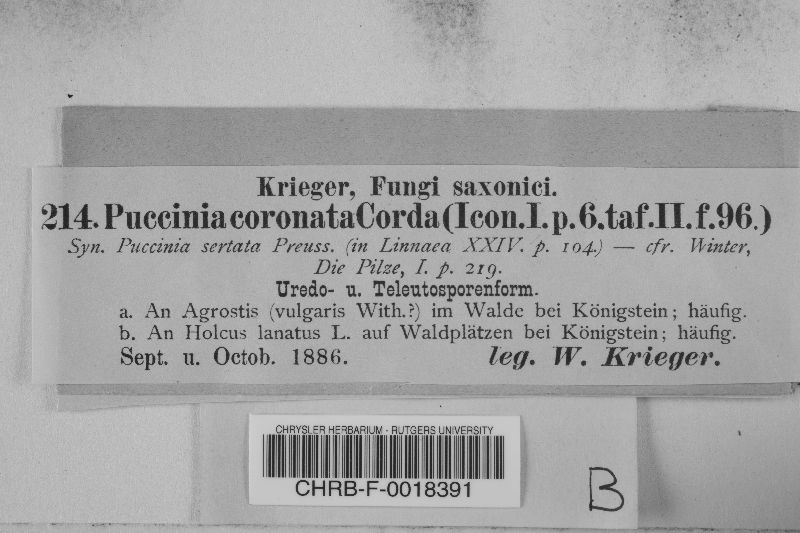 Krieger, Fungi saxonici.
214. Puccinia coronata Corda (Icon. I. p. 6. taf. II. f. 96.)
Syn. Puccinia sertata Preuss. (in Linnaea XXIV. p. 104.) — cfr. Winter,
Die Pilze, I. p. 219.
Uredo- u. Teleutosporenform.
a. An Agrostis (vulgaris With.?) im Walde bei Königstein; häufig.
b. An Holcus lanatus L. auf Waldplätzen bei Königstein; häufig.
Sept. u. Octob. 1886. leg. W. Krieger.
CHRYSLER HERBARIUM - RUTGERS UNIVERSITY
CHRB-F-0018391
B